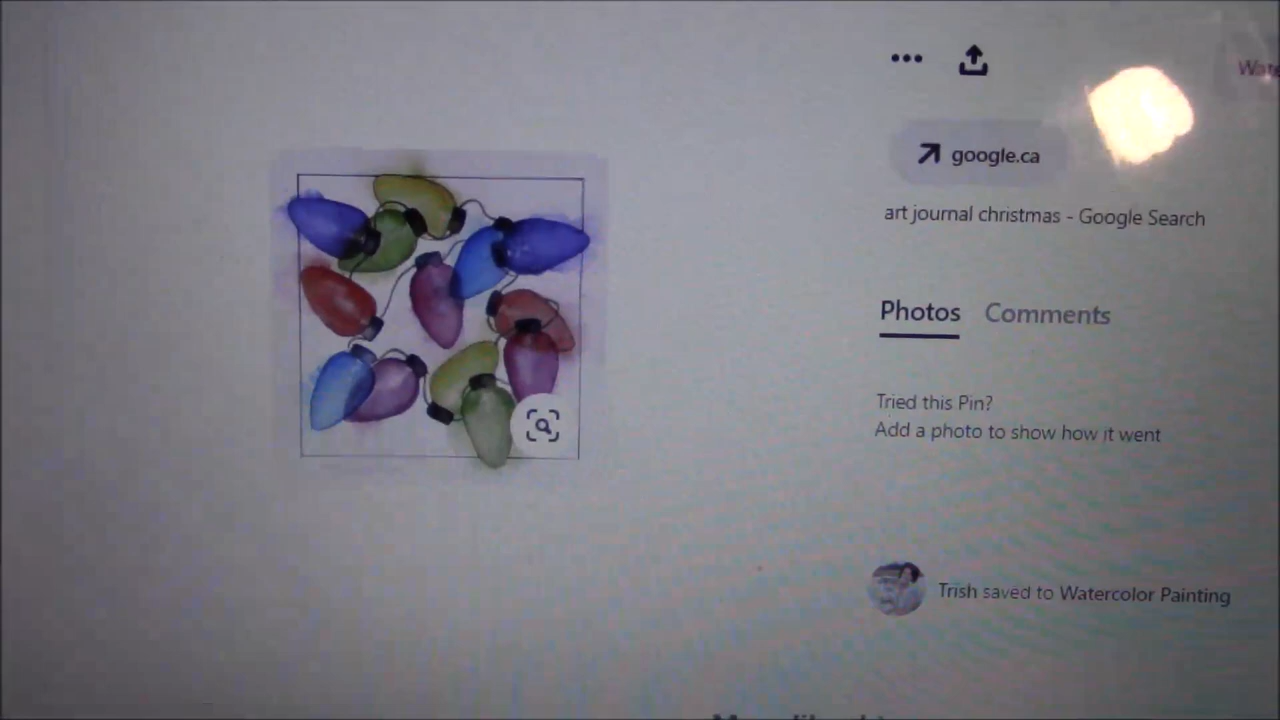 google.ca
art journal christmas - Google Search
Photos Comments
Tried this Pin?
Add a photo to show how it went
Trish saved to Watercolor Painting